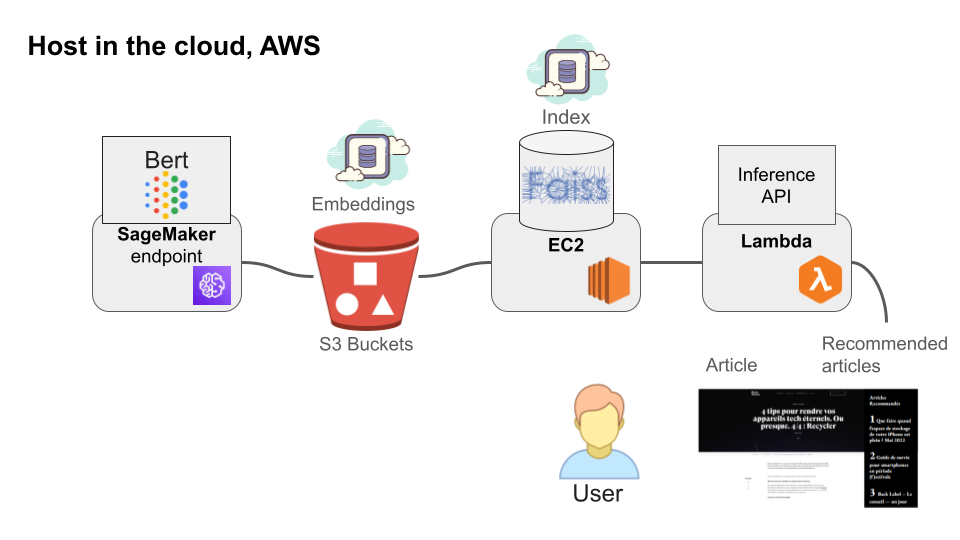 Host in the cloud, AWS
Index
Bert
Embeddings
Faiss
Inference
API
SageMaker
endpoint
EC2
Lambda
S3 Buckets
Recommended
articles
Article
4 tips pour rendre vos
appareils tech éternels. Ou
presque. 4/4 : Recycler
Articles
Recommandés
1 Que faire quand
l'espace de stockage
de votre iPhone est
plein ? Mai 2022
2 Guide de survie
pour smartphones
en période
(f)estivale
3 Back Label — Le
conseil — un jour
User